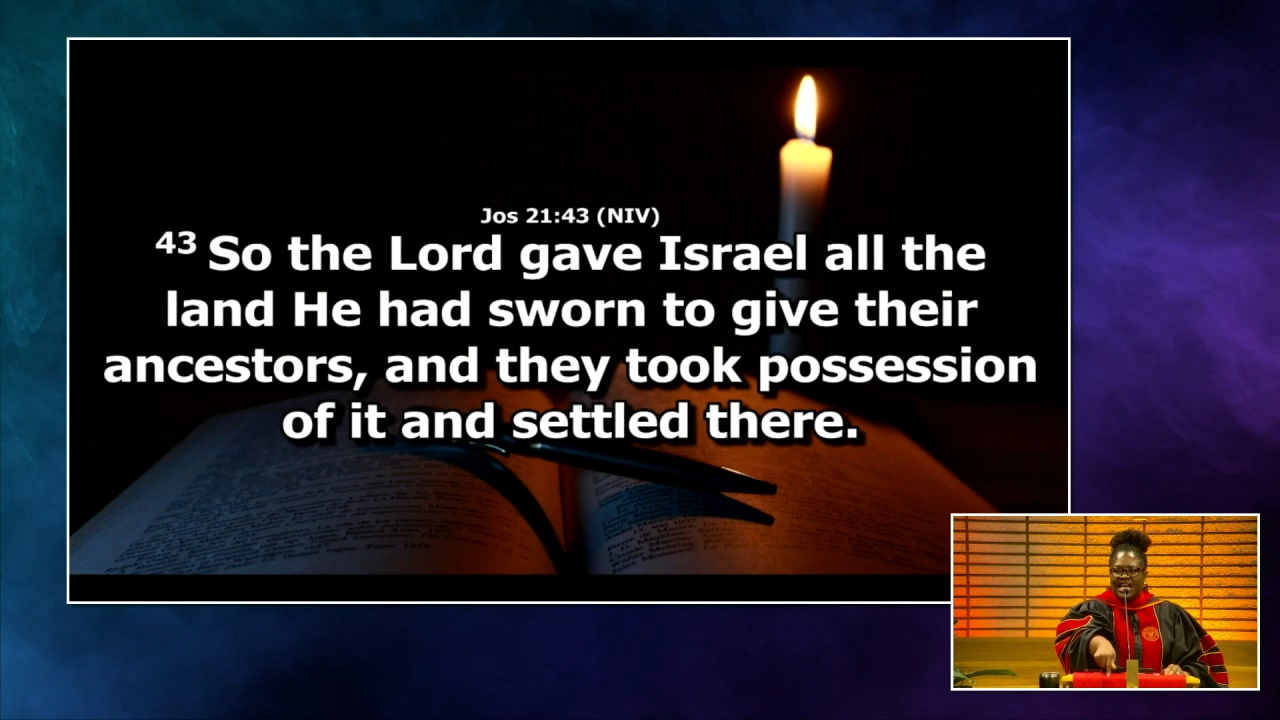 Jos 21:43 (NIV)
43 So the Lord gave Israel all the
land He had sworn to give their
ancestors, and they took possession
of it and settled there.